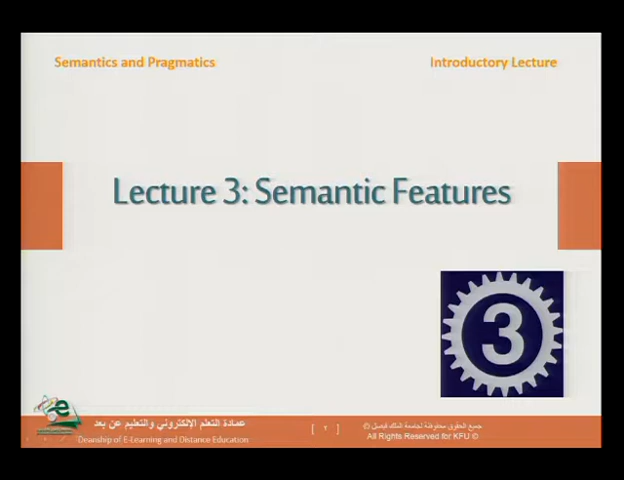 Semantics and Pragmatics
Introductory Lecture
Lecture 3: Semantic Features
3
عمادة التعلم الإلكتروني والتعليم عن بعد
Deanship of E-Learning and Distance Education
[ ٢ ]
جميع الحقوق محفوظة لجامعة الملك فيصل ©
All Rights Reserved for KFU ©